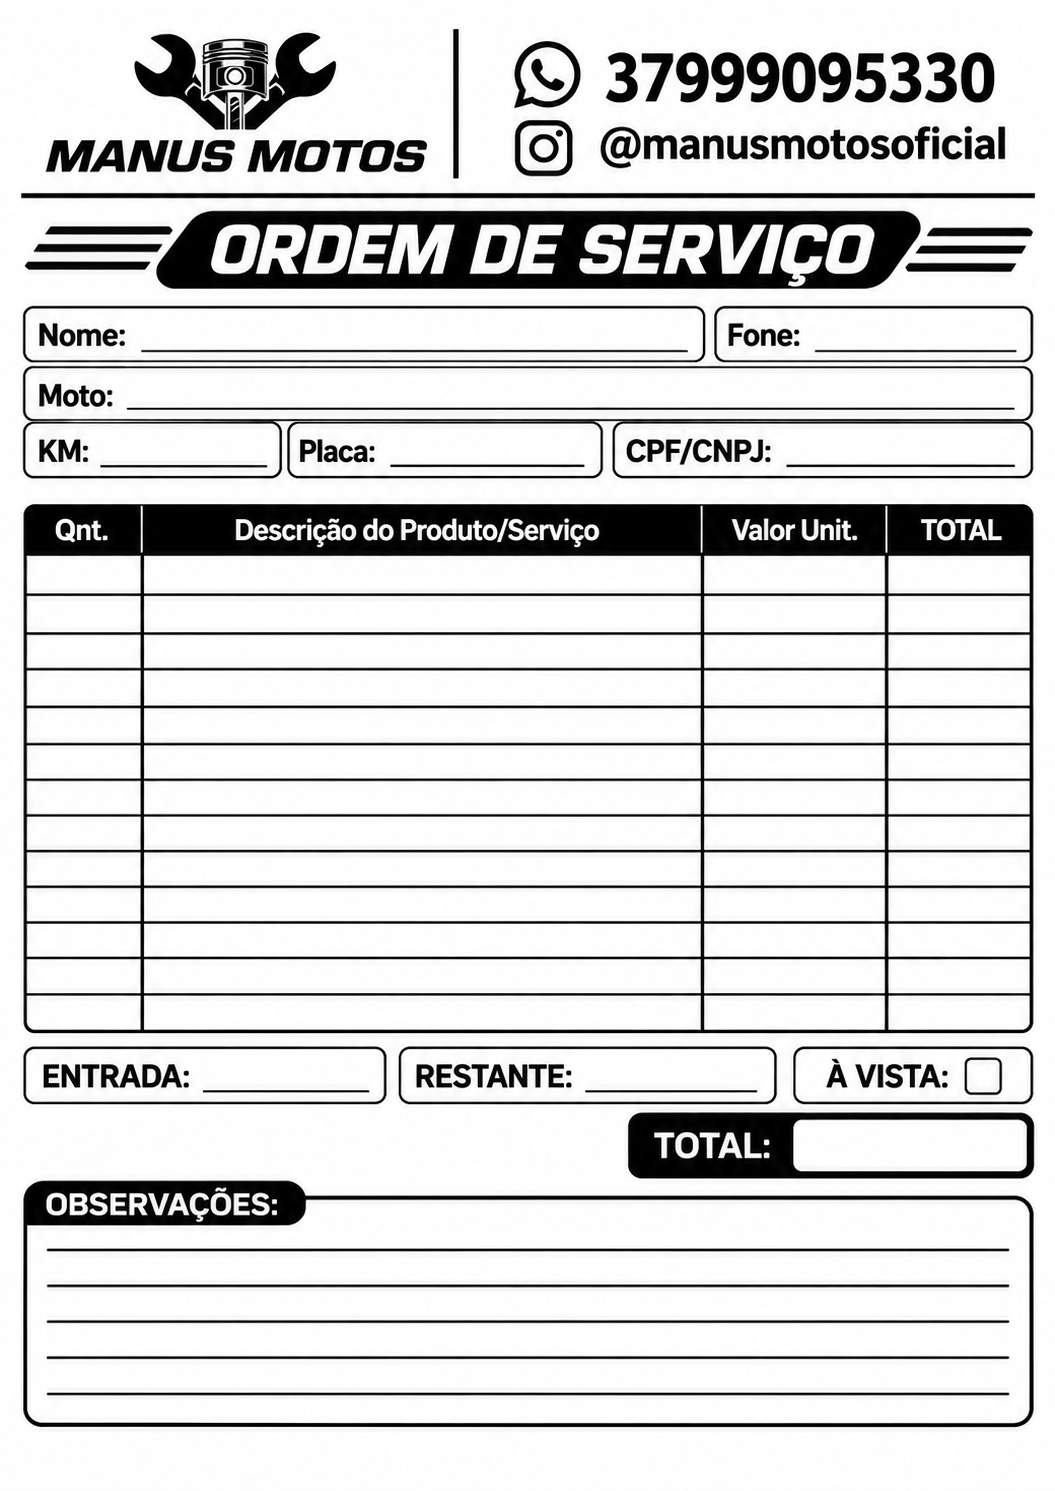 MANUS MOTOS
37999095330
@manusmotosoficial
ORDEM DE SERVIÇO
Nome: Fone:
Moto:
KM: Placa: CPF/CNPJ:
Qnt. Descrição do Produto/Serviço Valor Unit. TOTAL
ENTRADA: RESTANTE: À VISTA:
TOTAL:
OBSERVAÇÕES: